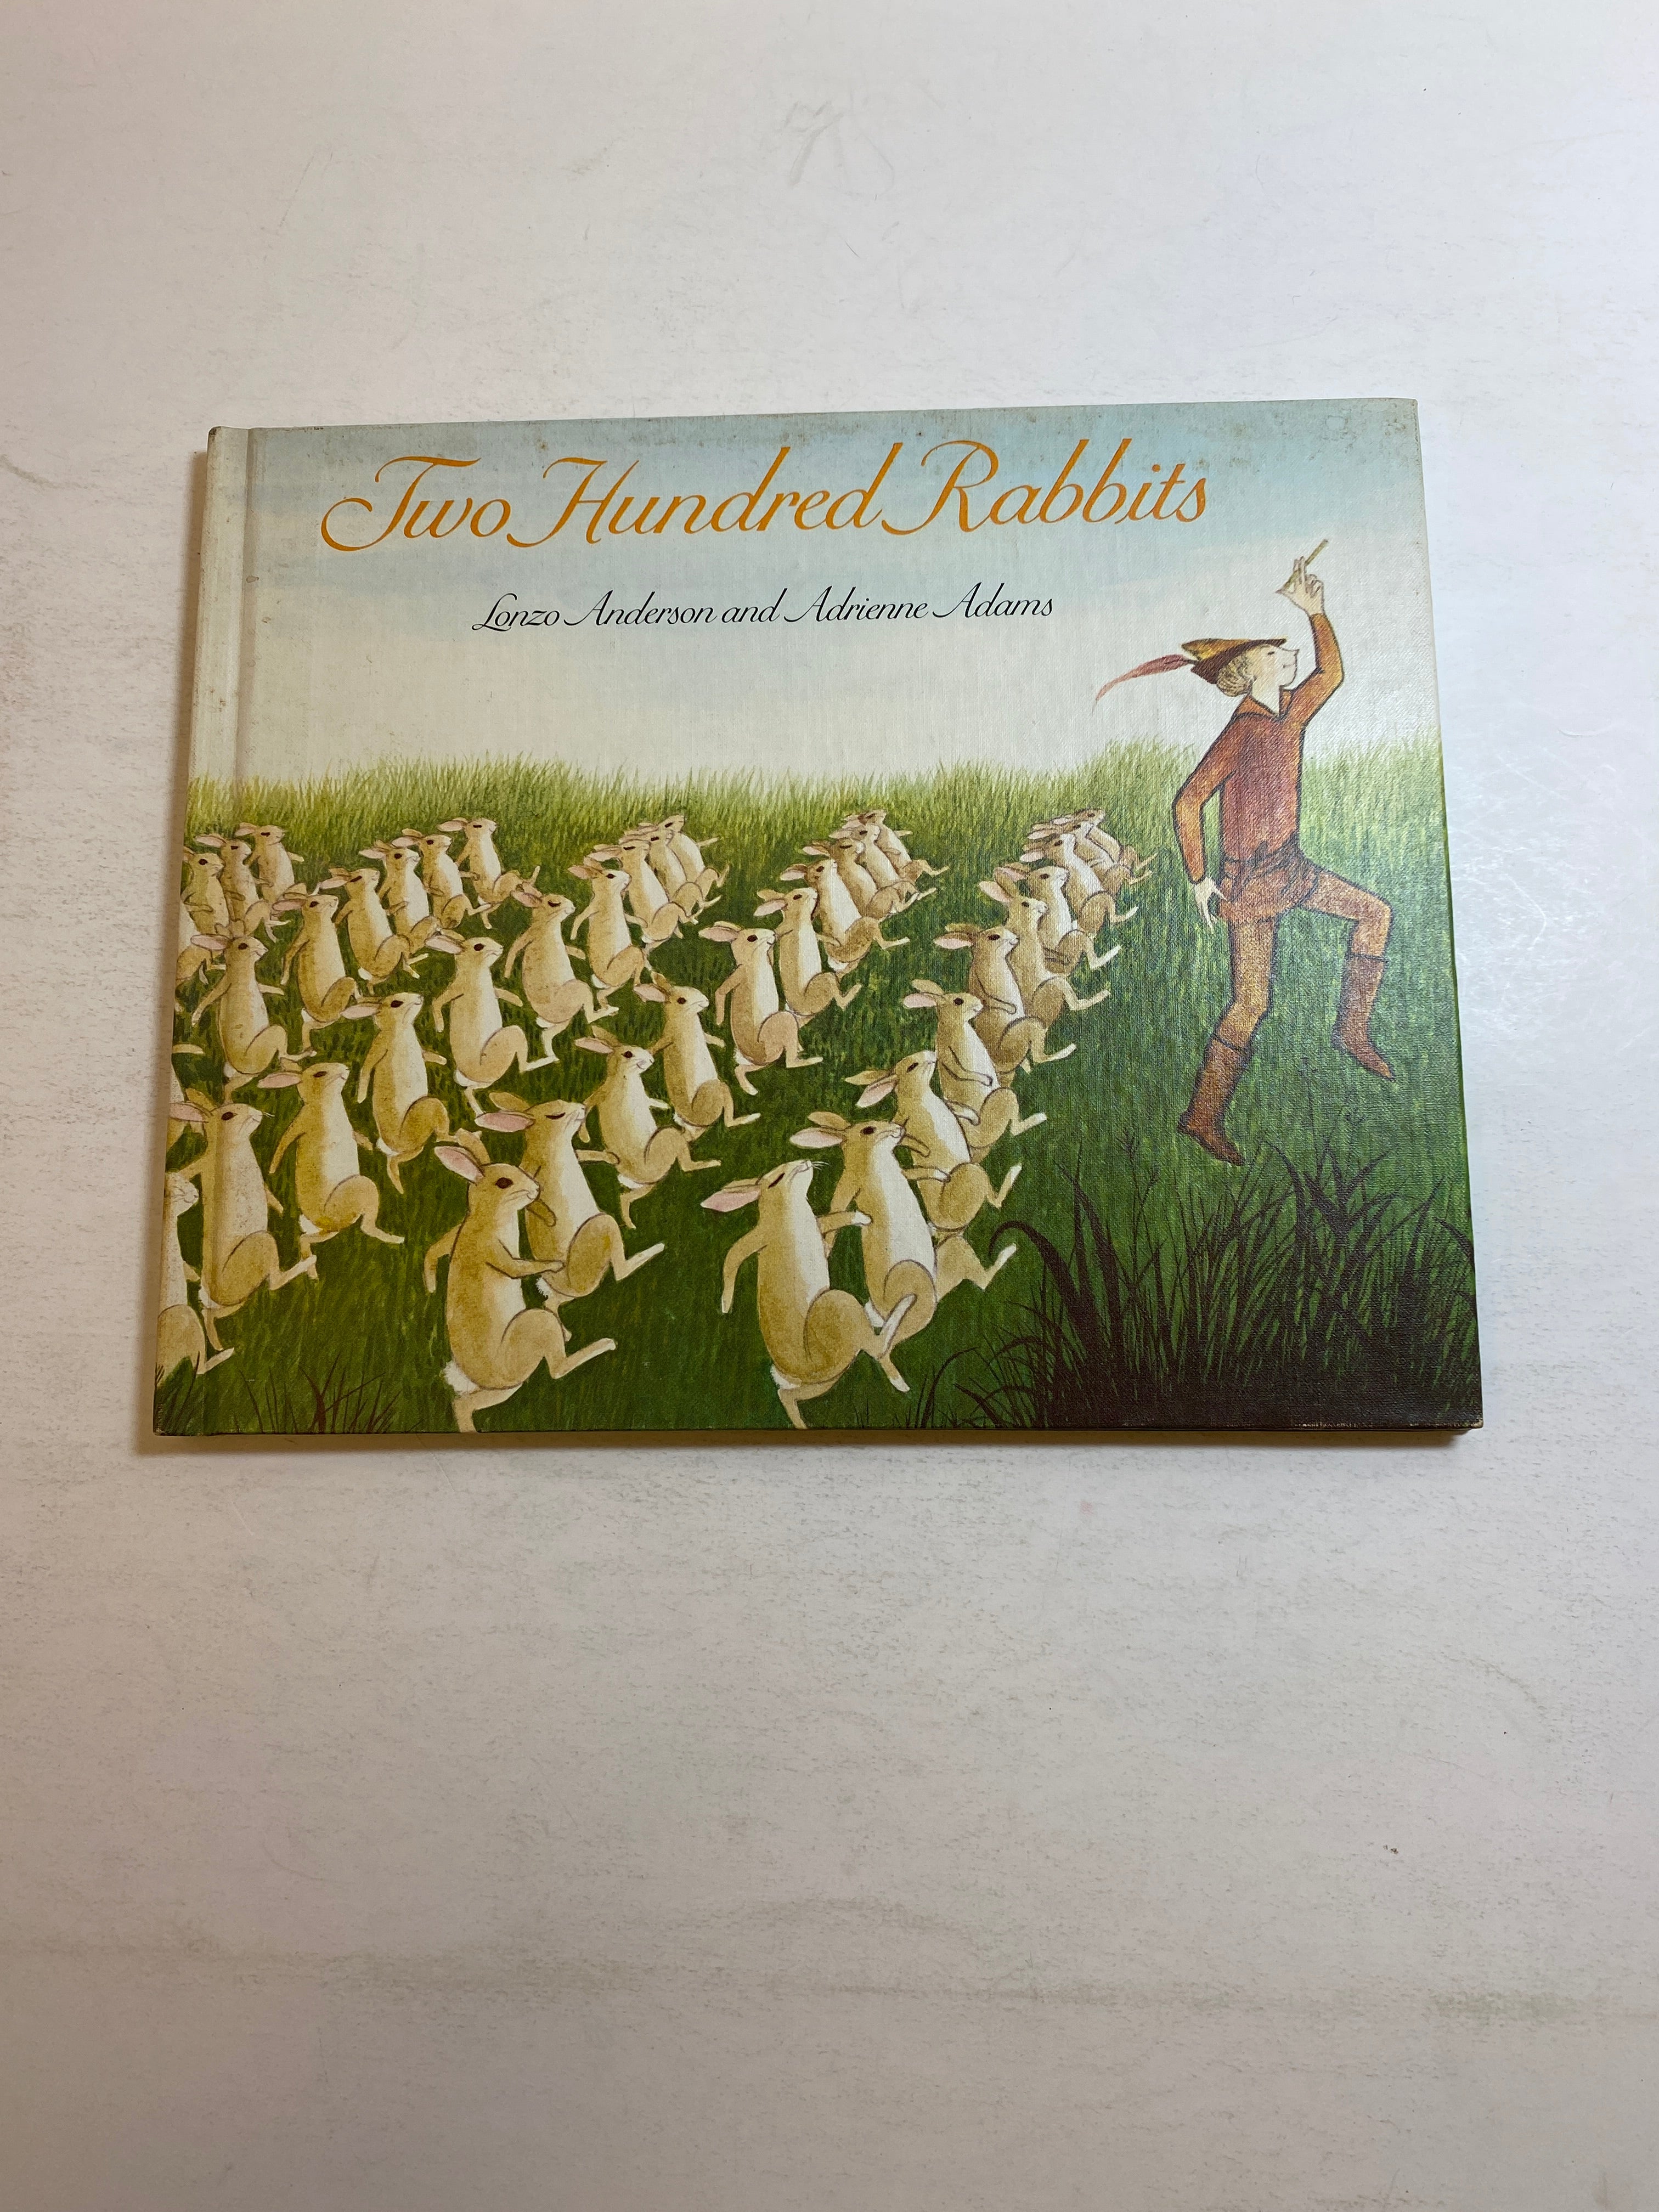 Two Hundred Rabbits
Lonzo Anderson and Adrienne Adams